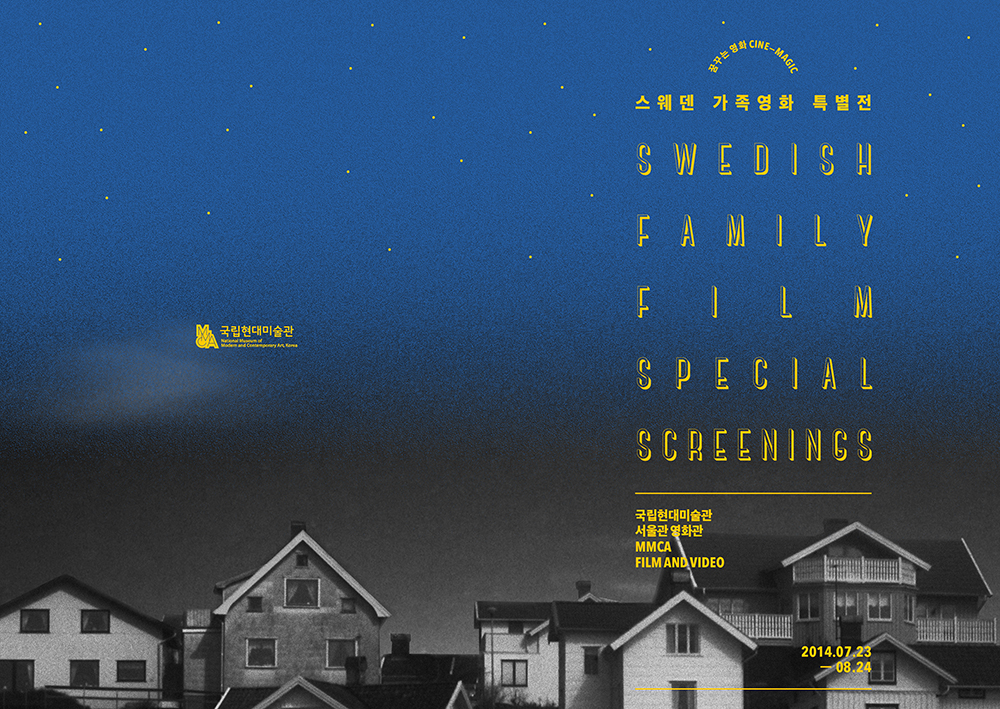 꿈꾸는 영화 CINE–MAGIC
스웨덴 가족영화 특별전
SWEDISH
FAMILY
FILM
SPECIAL
SCREENINGS
국립현대미술관
서울관 영화관
MMCA
FILM AND VIDEO
2014.07.23
— 08.24
MMCA
국립현대미술관
National Museum of
Modern and Contemporary Art, Korea